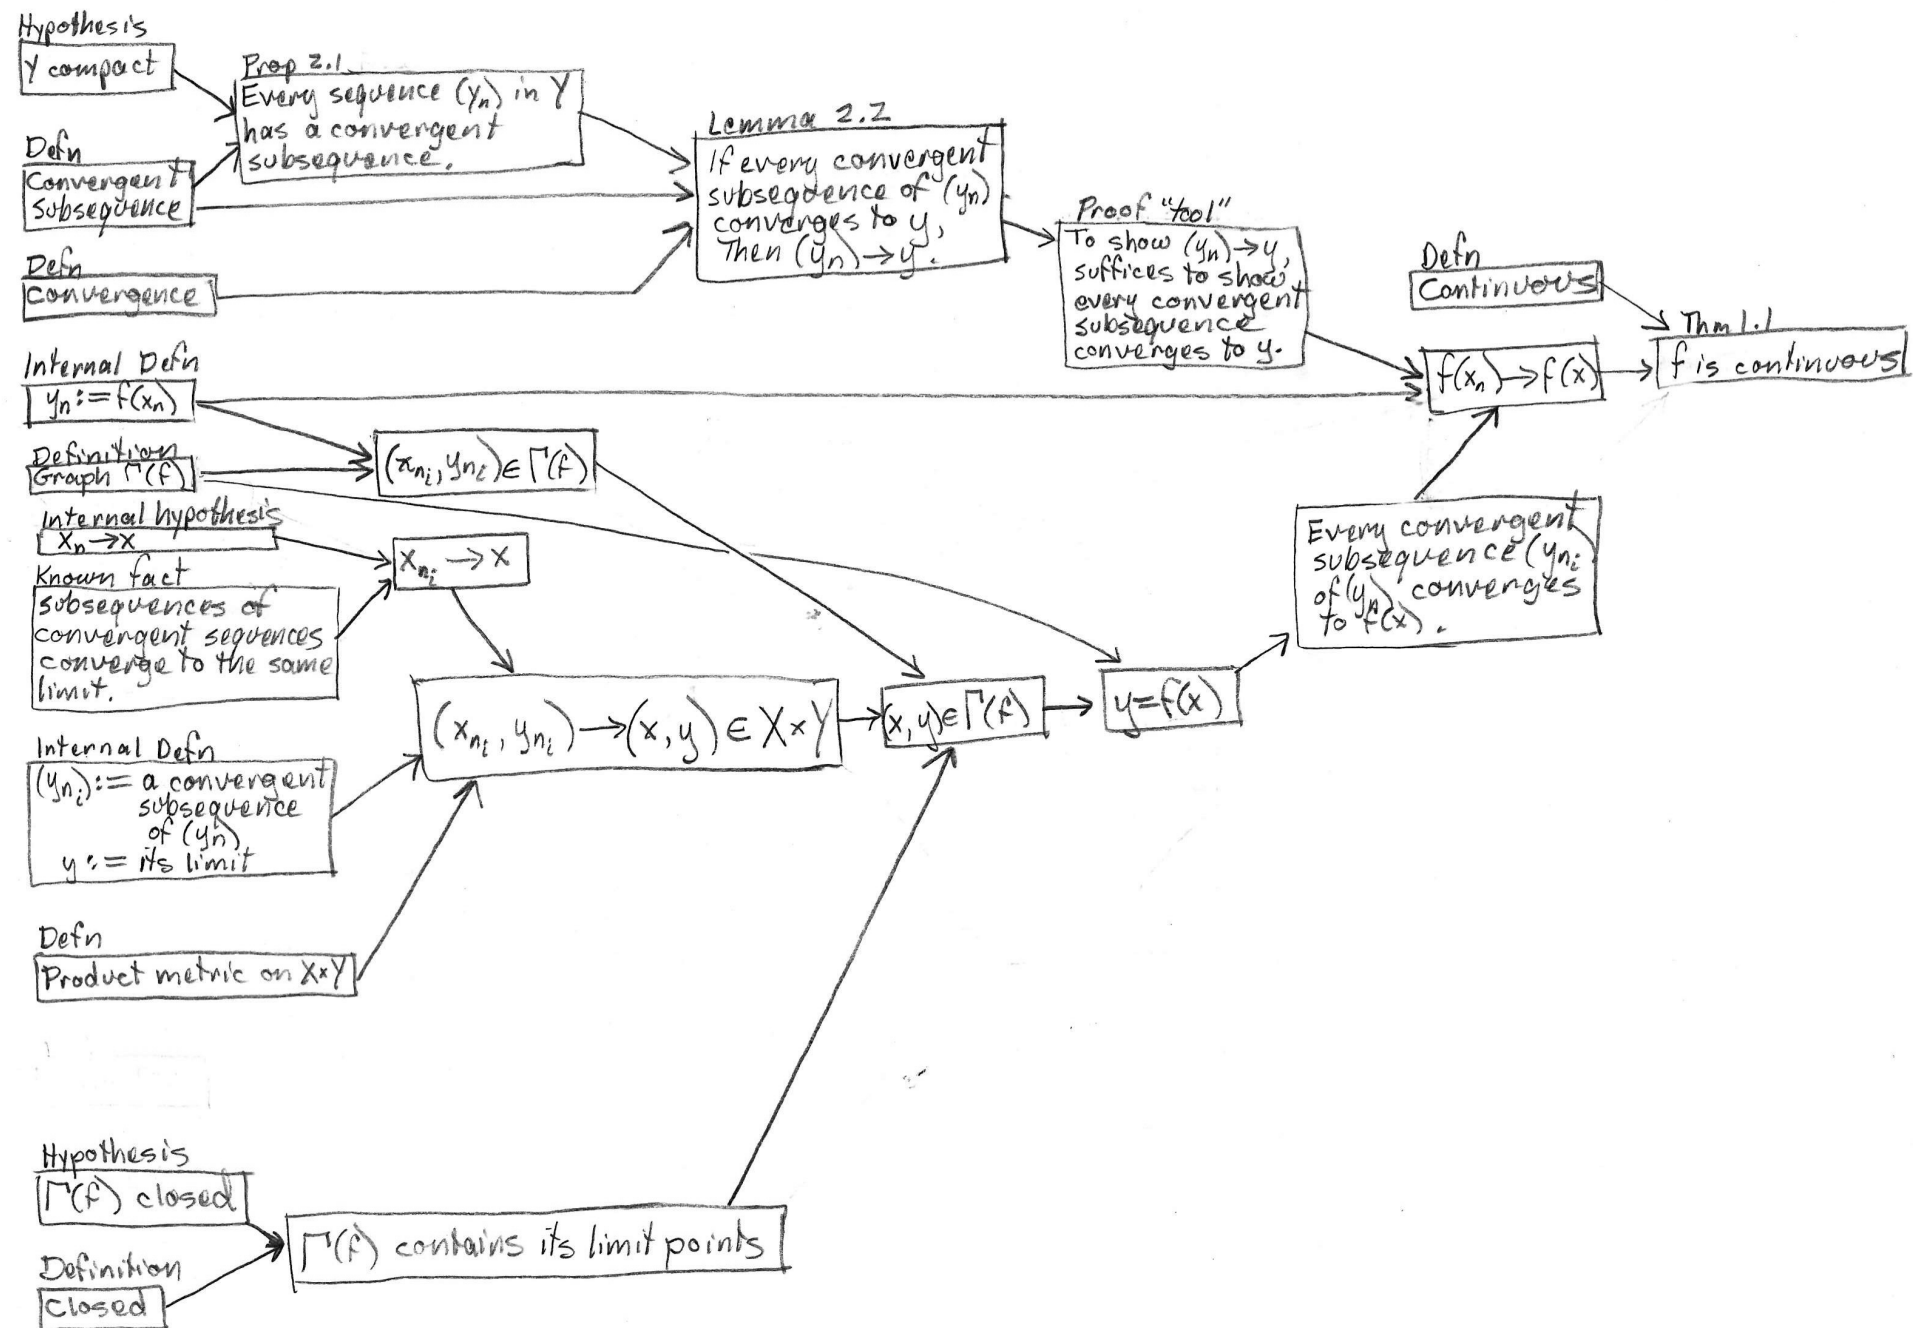 Hypothesis
Y compact
Prop 2.1
Every sequence (yₙ) in Y
has a convergent
subsequence.
Defn
Convergent
subsequence
Defn
Convergence
Lemma 2.2
If every convergent
subsequence of (yₙ)
converges to y,
Then (yₙ)→y.
Proof "tool"
To show (yₙ)→y,
suffices to show
every convergent
subsequence
converges to y.
Defn
Continuous
Thm 1.1
f is continuous
f(xₙ)→f(x)
Internal Defn
yₙ:=f(xₙ)
Definition
Graph Γ(f)
(xₙᵢ, yₙᵢ)∈Γ(f)
Internal hypothesis
xₙ→x
Known fact
subsequences of
convergent sequences
converge to the same
limit.
xₙᵢ→x
Every convergent
subsequence (yₙᵢ
of (yₙ) converges
to f(x).
(xₙᵢ, yₙᵢ)→(x,y)∈X×Y
(x,y)∈Γ(f)
y=f(x)
Internal Defn
(yₙᵢ):= a convergent
subsequence
of (yₙ)
y:= its limit
Defn
Product metric on X×Y
Hypothesis
Γ(f) closed
Definition
closed
Γ(f) contains its limit points